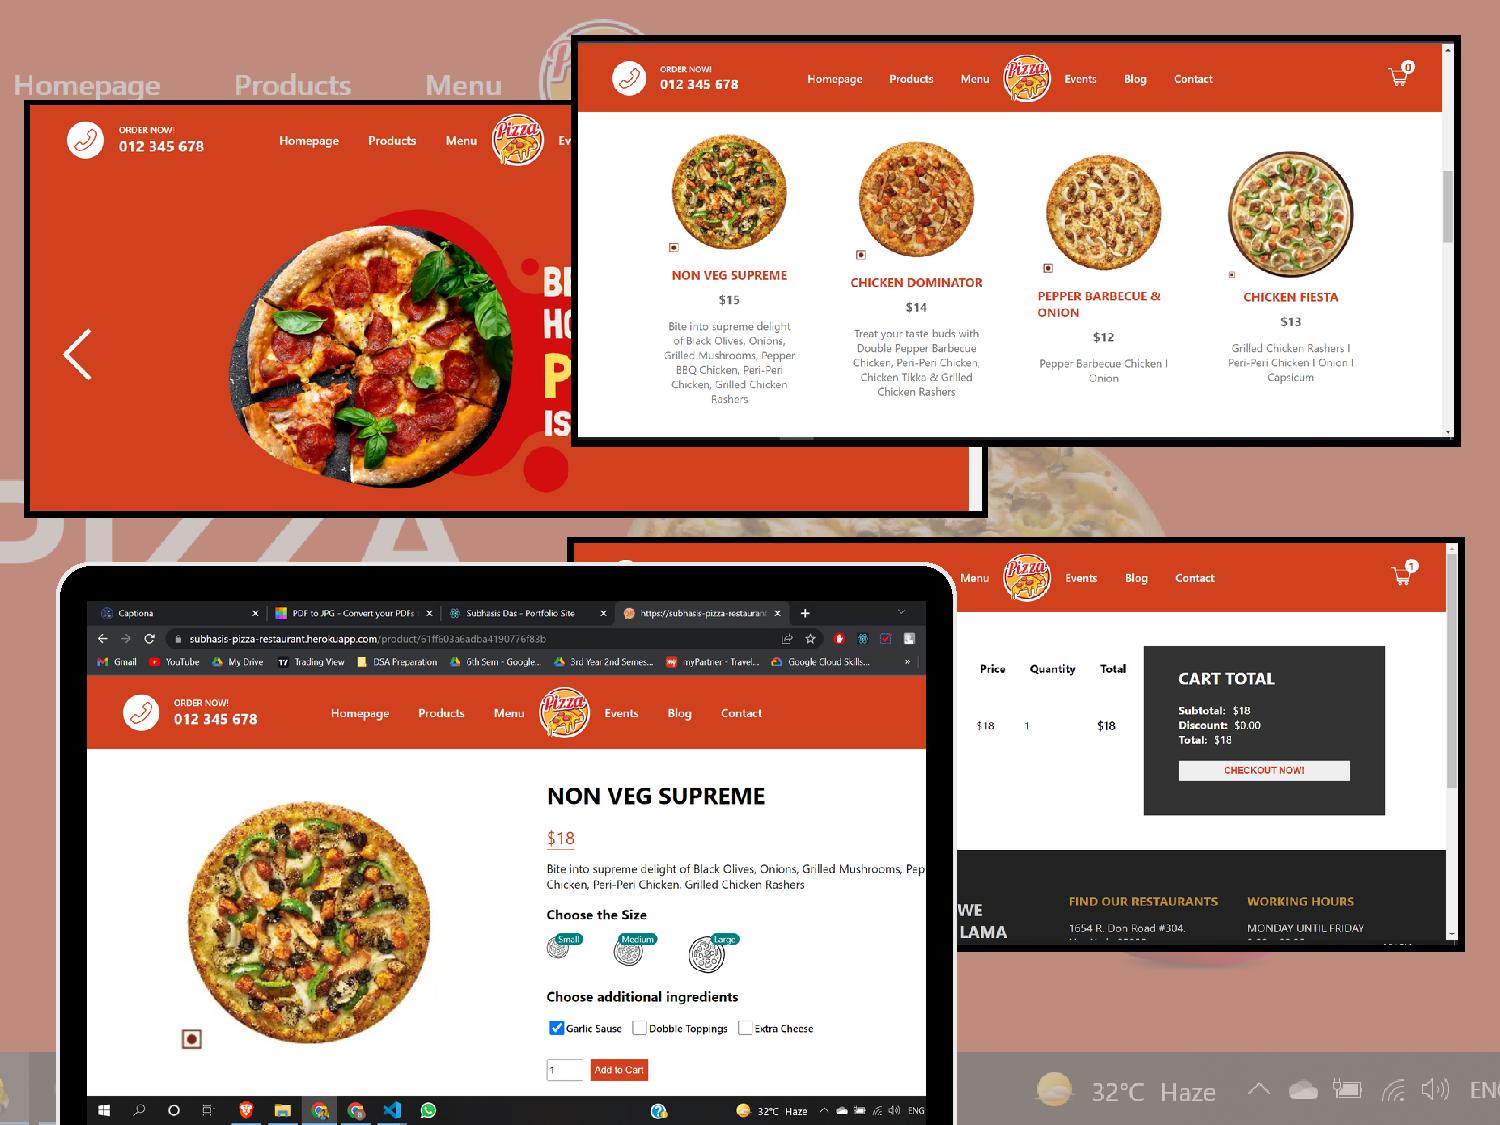 Homepage Products Menu
ORDER NOW!
012 345 678
Homepage Products Menu Pizza Ev
BE
HO
P
IS
ORDER NOW!
012 345 678
Homepage Products Menu Pizza Events Blog Contact
0
NON VEG SUPREME
$15
Bite into supreme delight
of Black Olives, Onions,
Grilled Mushrooms, Pepper
BBQ Chicken, Peri-Peri
Chicken, Grilled Chicken
Rashers
CHICKEN DOMINATOR
$14
Treat your taste buds with
Double Pepper Barbecue
Chicken, Peri-Peri Chicken,
Chicken Tikka & Grilled
Chicken Rashers
PEPPER BARBECUE &
ONION
$12
Pepper Barbecue Chicken I
Onion
CHICKEN FIESTA
$13
Grilled Chicken Rashers I
Peri-Peri Chicken I Onion I
Capsicum
PIZZA
Menu Pizza Events Blog Contact
1
Price Quantity Total
$18 1 $18
CART TOTAL
Subtotal: $18
Discount: $0.00
Total: $18
CHECKOUT NOW!
WE
LAMA
FIND OUR RESTAURANTS
1654 R. Don Road #304.
WORKING HOURS
MONDAY UNTIL FRIDAY
Captiona PDF to JPG – Convert your PDFs Subhasis Das - Portfolio Site https://subhasis-pizza-restaurant
subhasis-pizza-restaurant.herokuapp.com/product/61ff603a6adba4190776f83b
Gmail YouTube My Drive Trading View DSA Preparation 6th Sem - Google... 3rd Year 2nd Semes... myPartner - Travel... Google Cloud Skills... »
ORDER NOW!
012 345 678
Homepage Products Menu Pizza Events Blog Contact
NON VEG SUPREME
$18
Bite into supreme delight of Black Olives, Onions, Grilled Mushrooms, Pep
Chicken, Peri-Peri Chicken, Grilled Chicken Rashers
Choose the Size
Small Medium Large
Choose additional ingredients
Garlic Sause Dobble Toppings Extra Cheese
1 Add to Cart
32°C Haze ENG
32°C Haze ENG